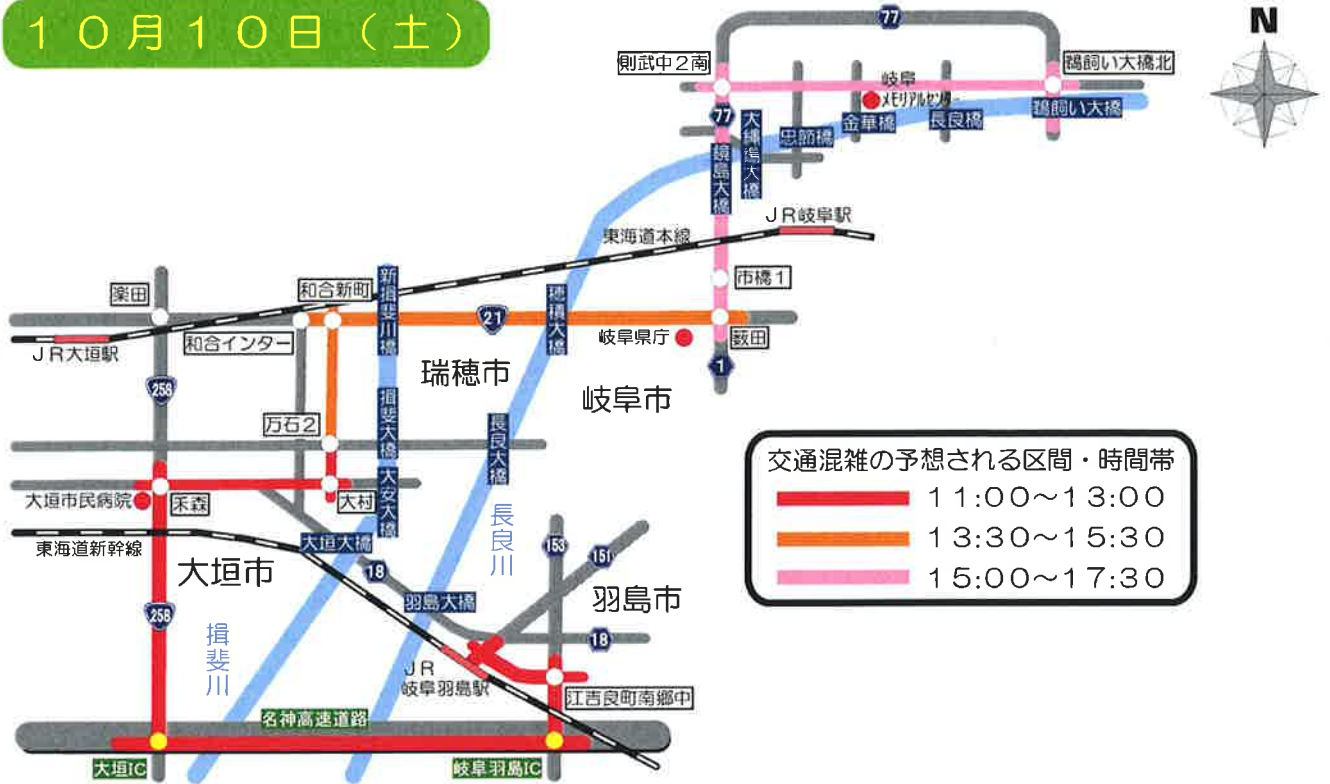 10月10日(土)
77
N
則武中2南
鵜飼い大橋北
岐阜
メモリアルセンター
鵜飼い大橋
長良橋
金華橋
忠節橋
77
大縄場大橋
鏡島大橋
JR岐阜駅
東海道本線
市橋1
新揖斐川橋
楽田
和合新町
穂積大橋
21
和合インター
岐阜県庁
薮田
JR大垣駅
瑞穂市
1
258
岐阜市
揖斐大橋
万石2
長良大橋
交通混雑の予想される区間・時間帯
11:00~13:00
13:30~15:30
15:00~17:30
大垣市民病院
禾森
大村
大安大橋
長良川
東海道新幹線
大垣大橋
153
151
大垣市
18
羽島大橋
羽島市
258
18
揖斐川
JR
岐阜羽島駅
江吉良町南郷中
名神高速道路
大垣IC
岐阜羽島IC